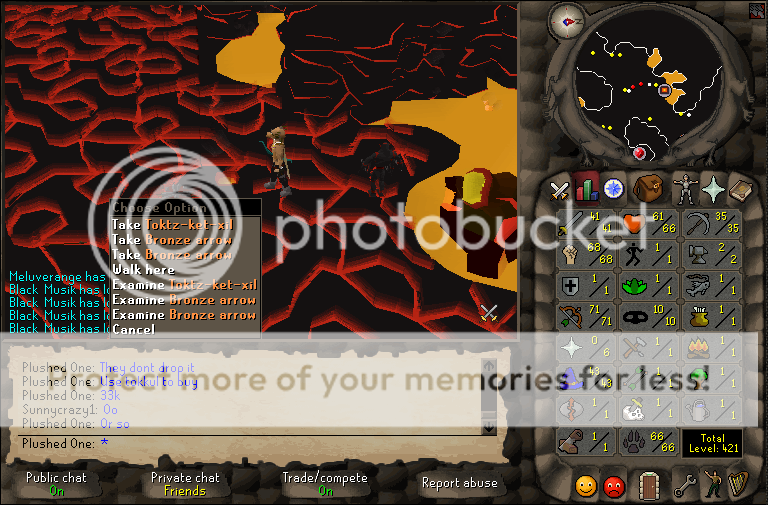 Choose Option
Take Toktz-ket-xil
Take Bronze arrow
Take Bronze arrow
Walk here
Examine Toktz-ket-xil
Examine Bronze arrow
Examine Bronze arrow
Cancel
Meluverange has
Black Musik has
Black Musik has
Black Musik has
Black Musik has
photobucket
Protect more of your memories for less!
Plushed One: They dont drop it
Plushed One: Use tokkul to buy
Plushed One: 33k
Sunnycrazy1: Oo
Plushed One: Or so
Plushed One: *
Public chat
On
Private chat
Friends
Trade/compete
On
Report abuse
N
41 41
61 66
35 35
68 68
1 1
2 2
1 1
1 1
1 1
71 71
10 10
1 1
0 6
1 1
1 1
43 43
1 1
1 1
1 1
1 1
1 1
1 1
66 66
Total
Level: 421